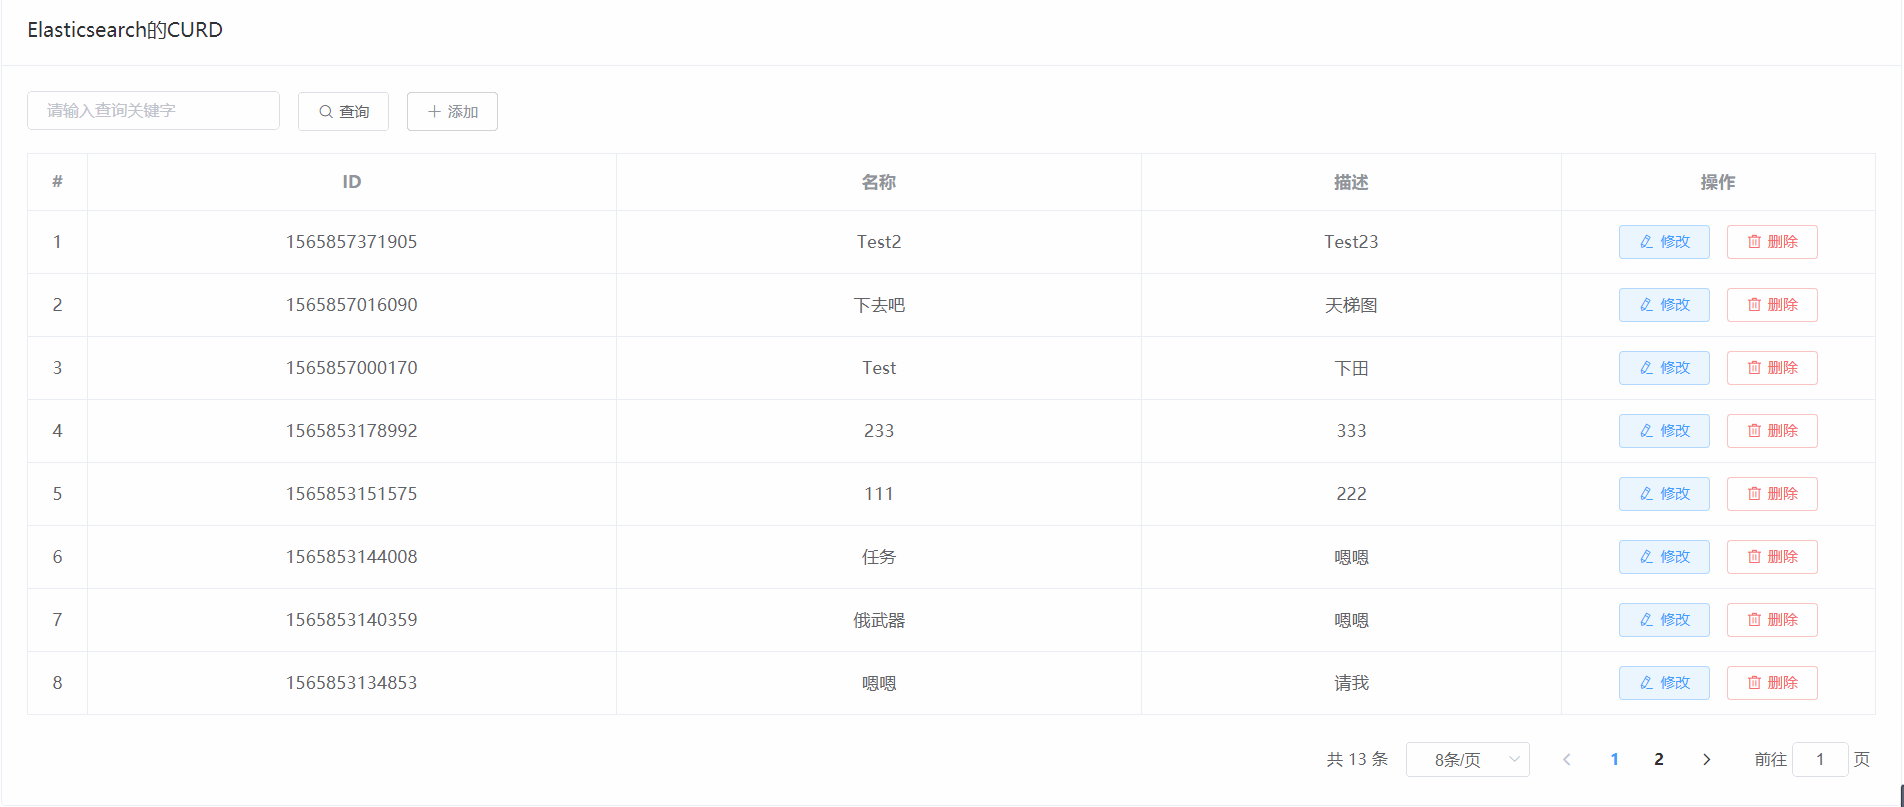 Elasticsearch的CURD
请输入查询关键字 查询 添加
# ID 名称 描述 操作
1 1565857371905 Test2 Test23 修改 删除
2 1565857016090 下去吧 天梯图 修改 删除
3 1565857000170 Test 下田 修改 删除
4 1565853178992 233 333 修改 删除
5 1565853151575 111 222 修改 删除
6 1565853144008 任务 嗯嗯 修改 删除
7 1565853140359 俄武器 嗯嗯 修改 删除
8 1565853134853 嗯嗯 请我 修改 删除
共 13 条 8条/页 1 2 前往 1 页